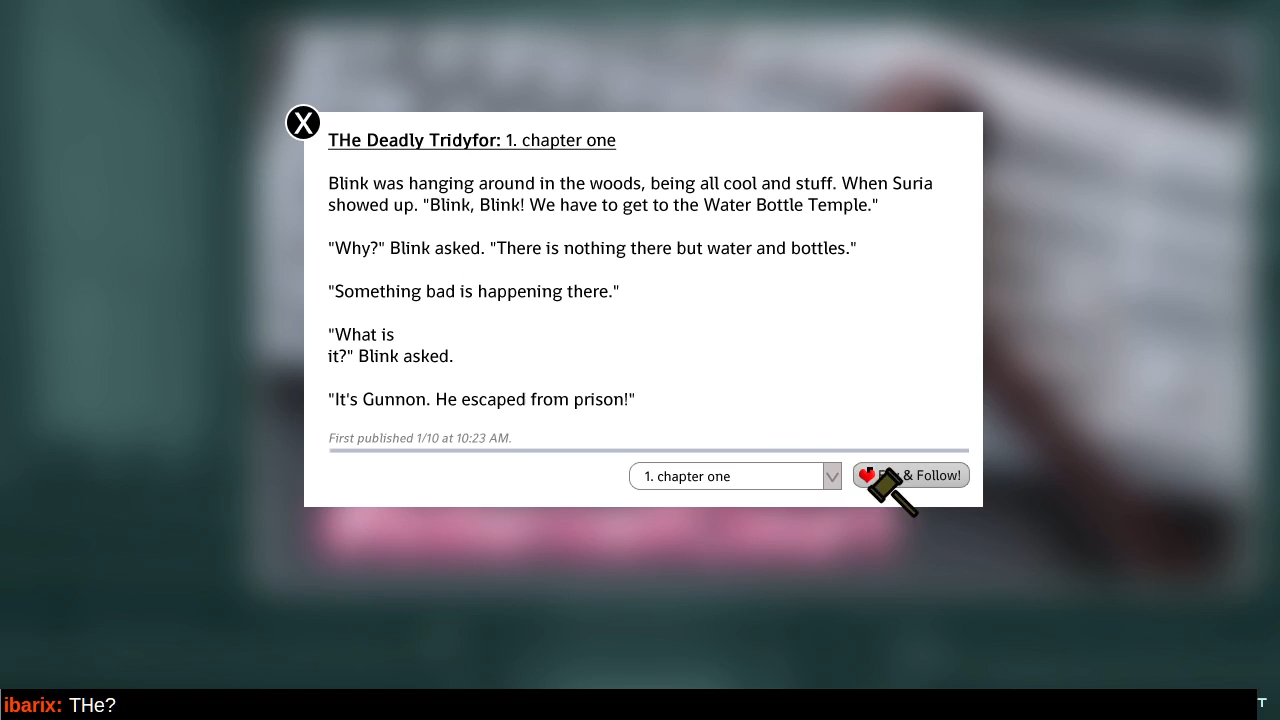 X
THe Deadly Tridyfor: 1. chapter one
Blink was hanging around in the woods, being all cool and stuff. When Suria
showed up. "Blink, Blink! We have to get to the Water Bottle Temple."
"Why?" Blink asked. "There is nothing there but water and bottles."
"Something bad is happening there."
"What is
it?" Blink asked.
"It's Gunnon. He escaped from prison!"
First published 1/10 at 10:23 AM.
1. chapter one
& Follow!
ibarix: THe?
T